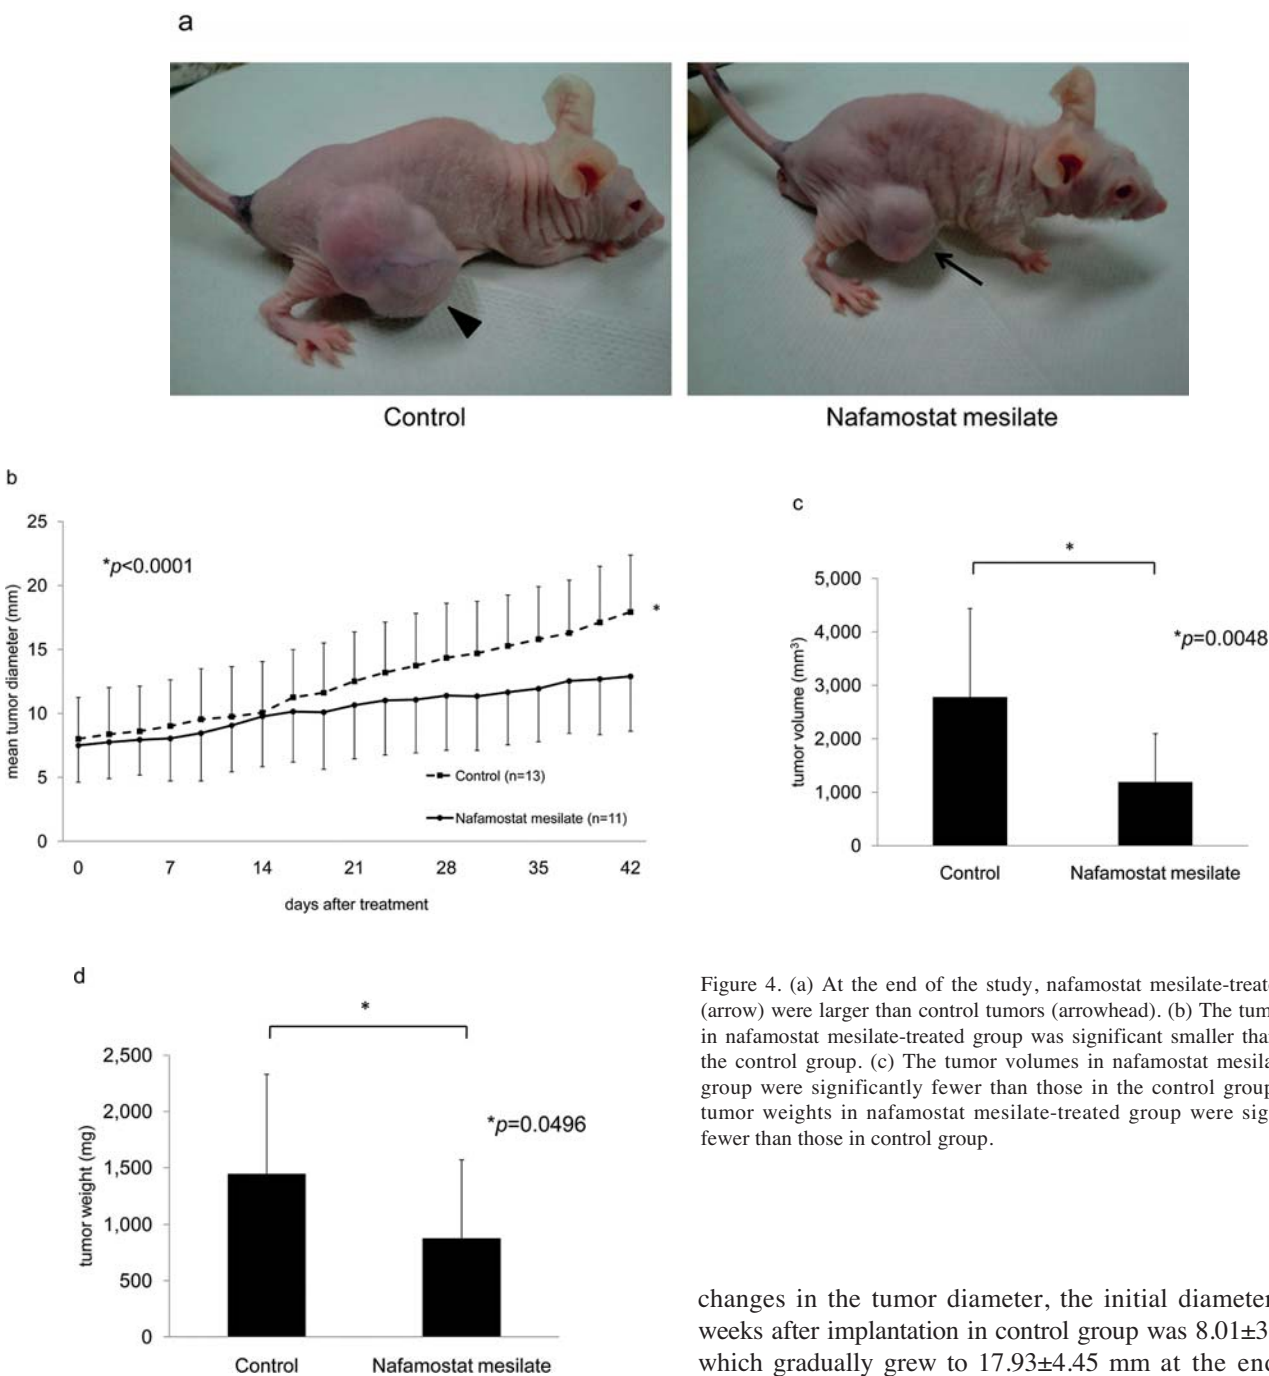 a
Control
Nafamostat mesilate
b
25
20
15
10
5
0
mean tumor diameter (mm)
*p<0.0001
*
Control (n=13)
Nafamostat mesilate (n=11)
0 7 14 21 28 35 42
days after treatment
c
*
5,000
4,000
3,000
2,000
1,000
0
tumor volume (mm³)
*p=0.0048
Control Nafamostat mesilate
d
*
2,500
2,000
1,500
1,000
500
0
tumor weight (mg)
*p=0.0496
Control Nafamostat mesilate
Figure 4. (a) At the end of the study, nafamostat mesilate-treat
(arrow) were larger than control tumors (arrowhead). (b) The tum
in nafamostat mesilate-treated group was significant smaller tha
the control group. (c) The tumor volumes in nafamostat mesila
group were significantly fewer than those in the control group
tumor weights in nafamostat mesilate-treated group were sig
fewer than those in control group.
changes in the tumor diameter, the initial diameter
weeks after implantation in control group was 8.01±3
which gradually grew to 17.93±4.45 mm at the end